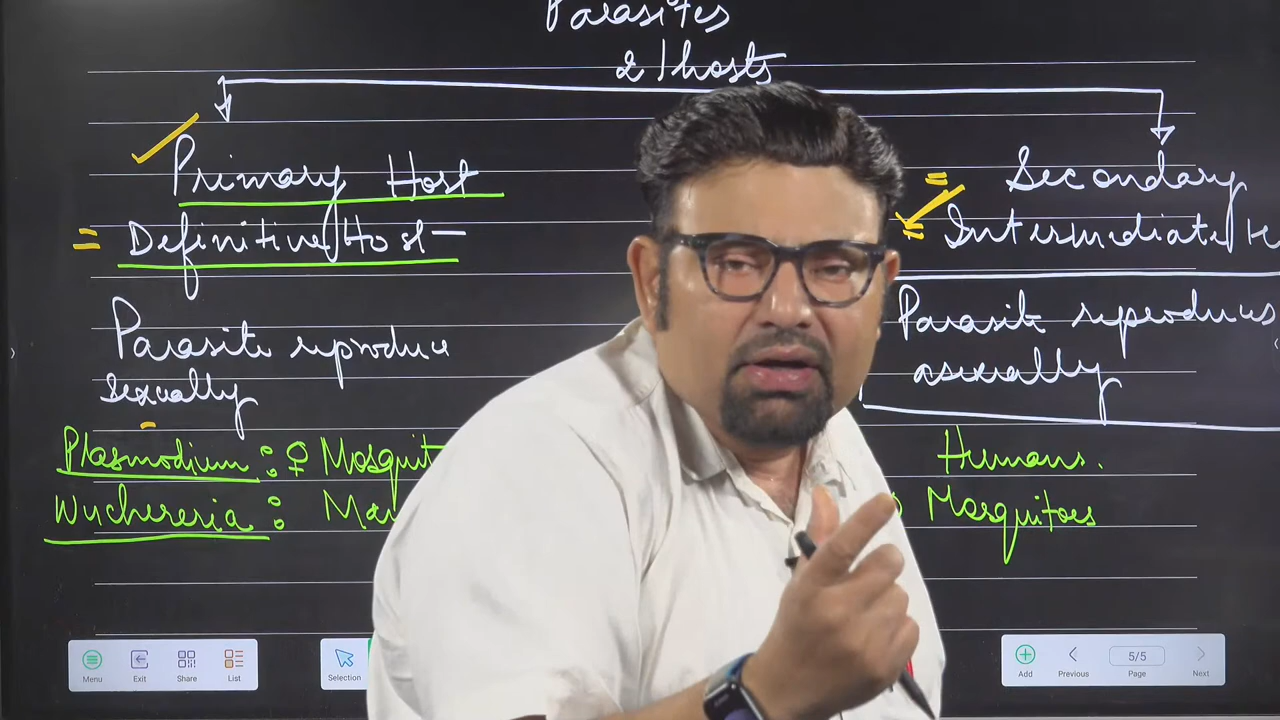 Parasites
& hosts
Primary Host
= Secondary
= Definitive Host —
= Intermediate H
Parasite reproduce
sexually
Parasite reproduces
asexually
Plasmodium : ♀ Mosquit
Humans.
Wuchereria : Man
Mosquitoes
Menu
Exit
Share
List
Selection
Add
Previous
5/5
Page
Next